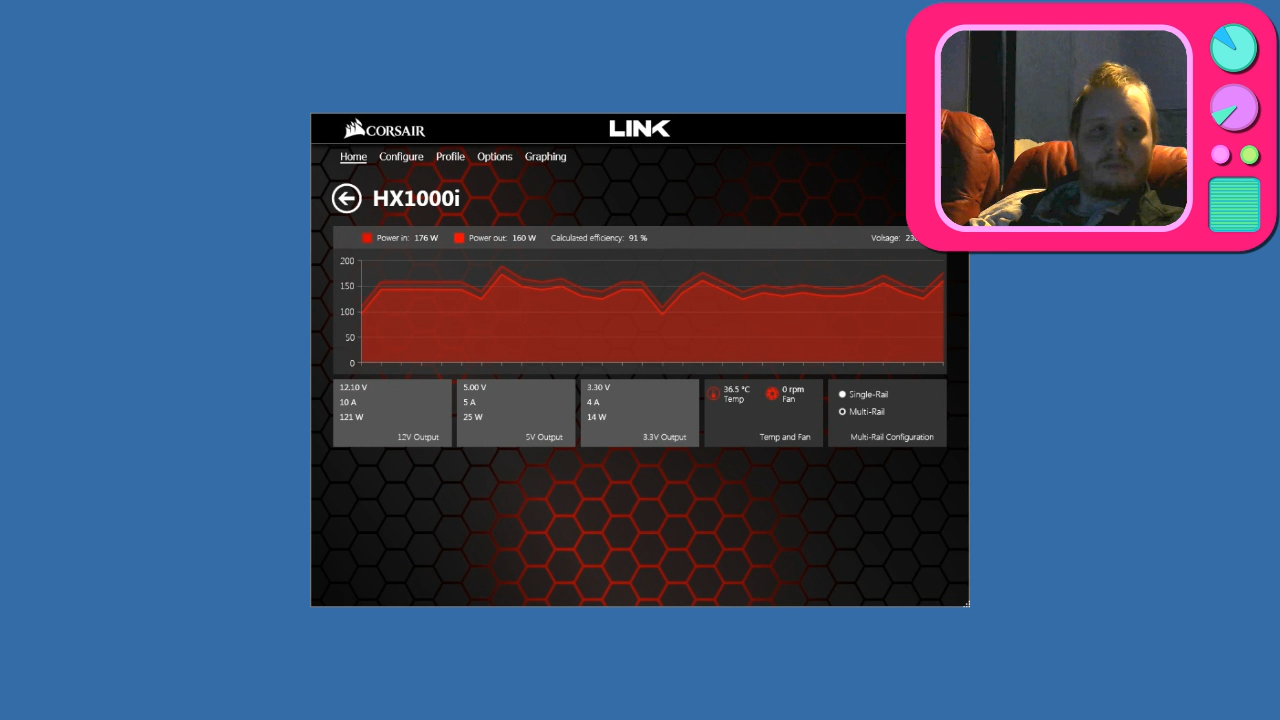 CORSAIR
LINK
Home Configure Profile Options Graphing
HX1000i
Power in: 176 W Power out: 160 W Calculated efficiency: 91 % Voltage:
200
150
100
50
0
12.10 V
10 A
121 W
12V Output
5.00 V
5 A
25 W
5V Output
3.30 V
4 A
14 W
3.3V Output
36.5 °C
Temp
0 rpm
Fan
Temp and Fan
Single-Rail
Multi-Rail
Multi-Rail Configuration